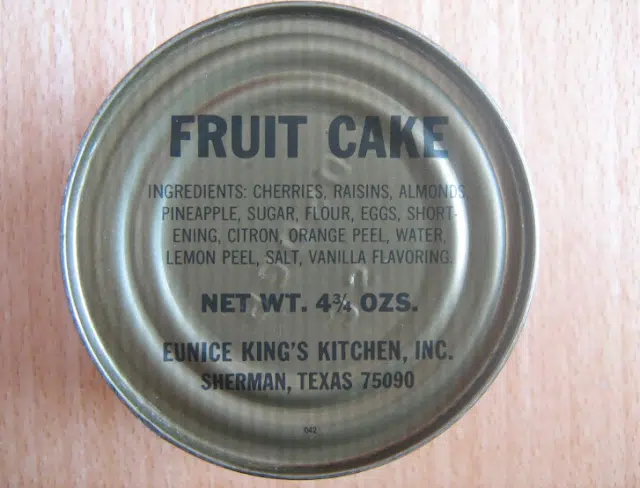 FRUIT CAKE
INGREDIENTS: CHERRIES, RAISINS, ALMONDS,
PINEAPPLE, SUGAR, FLOUR, EGGS, SHORT-
ENING, CITRON, ORANGE PEEL, WATER,
LEMON PEEL, SALT, VANILLA FLAVORING.
NET WT. 4¾ OZS.
EUNICE KING'S KITCHEN, INC.
SHERMAN, TEXAS 75090
042